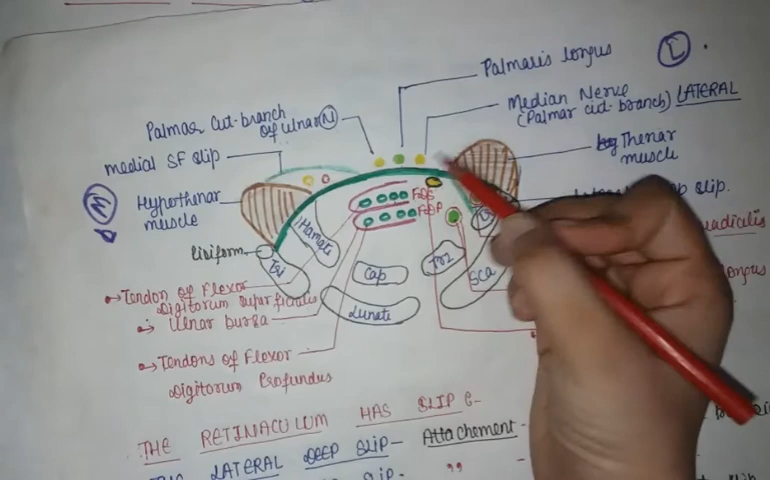 Palmaris longus
L
Median Nerve
(Palmar cut-branch) LATERAL
Palmar cut-branch
of ulnar N
medial SF slip
Thenar
muscle
M
Hypothenar
muscle
slip.
FDS
FDP
Hamate
Pisiform
Tri
Cap
Lunate
Sca
Tendon of Flexor
Digitorum Superficialis
Ulnar bursa
Tendons of Flexor
Digitorum Profundus
THE RETINACULUM HAS SLIP
LATERAL DEEP SLIP- Attachment-
SLIP- ,, -